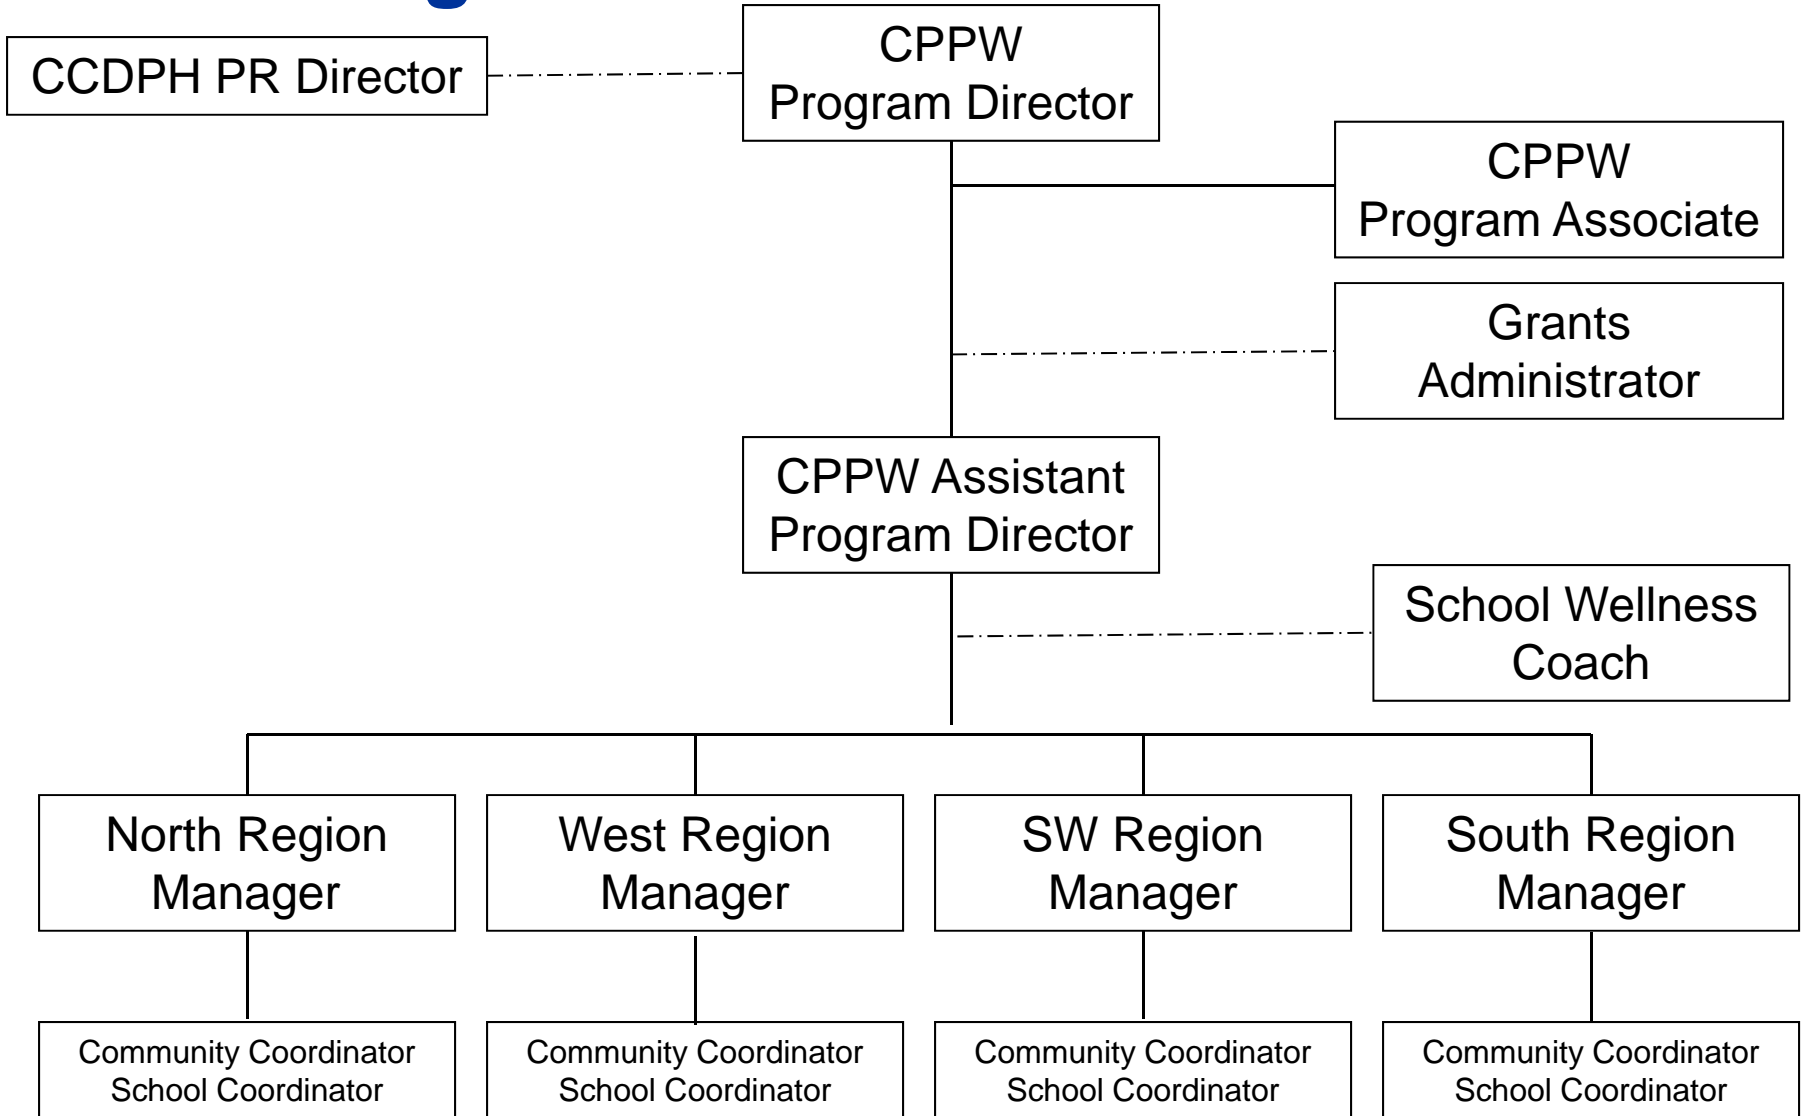 CCDPH PR Director
CPPW
Program Director
CPPW
Program Associate
Grants
Administrator
CPPW Assistant
Program Director
School Wellness
Coach
North Region
Manager
West Region
Manager
SW Region
Manager
South Region
Manager
Community Coordinator
School Coordinator
Community Coordinator
School Coordinator
Community Coordinator
School Coordinator
Community Coordinator
School Coordinator